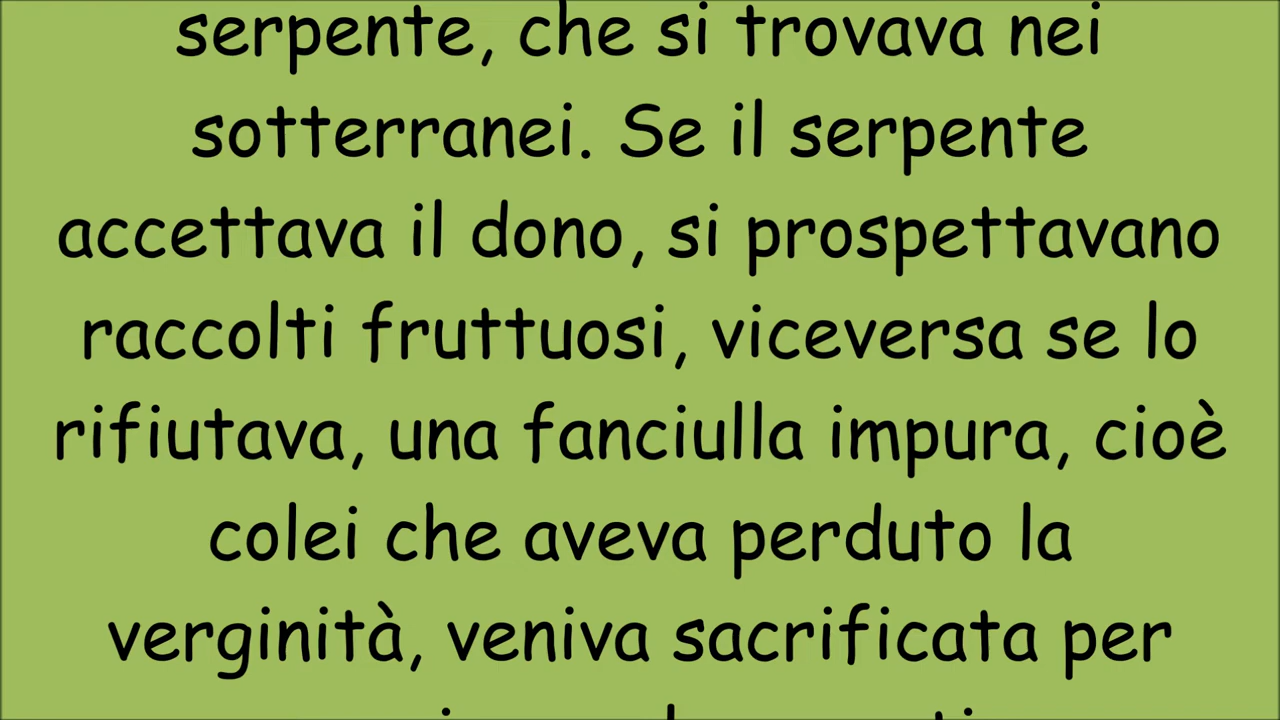 serpente, che si trovava nei
sotterranei. Se il serpente
accettava il dono, si prospettavano
raccolti fruttuosi, viceversa se lo
rifiutava, una fanciulla impura, cioè
colei che aveva perduto la
verginità, veniva sacrificata per